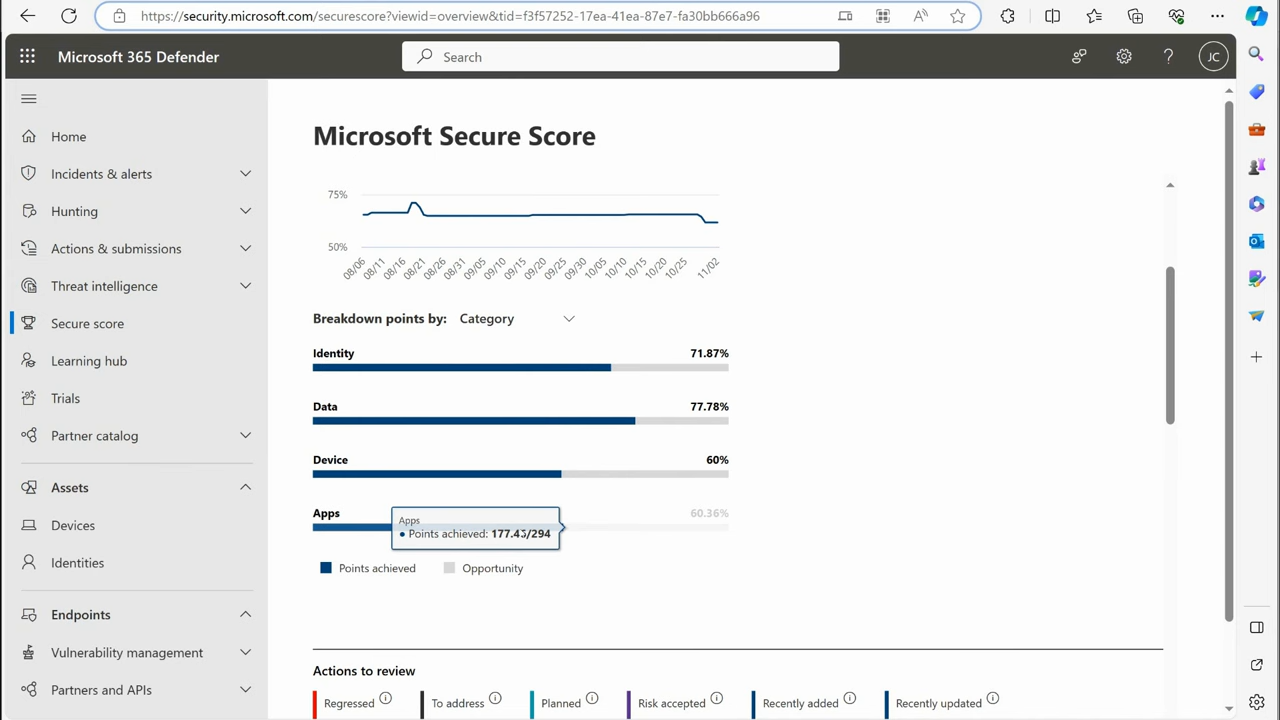 https://security.microsoft.com/securescore?viewid=overview&tid=f3f57252-17ea-41ea-87e7-fa30bb666a96
Microsoft 365 Defender
Search
JC
Home
Incidents & alerts
Hunting
Actions & submissions
Threat intelligence
Secure score
Learning hub
Trials
Partner catalog
Assets
Devices
Identities
Endpoints
Vulnerability management
Partners and APIs
Microsoft Secure Score
75%
50%
08/06 08/11 08/16 08/21 08/26 08/31 09/05 09/10 09/15 09/20 09/25 09/30 10/05 10/10 10/15 10/20 10/25 11/02
Breakdown points by: Category
Identity 71.87%
Data 77.78%
Device 60%
Apps 60.36%
Apps
Points achieved: 177.45/294
Points achieved Opportunity
Actions to review
Regressed To address Planned Risk accepted Recently added Recently updated